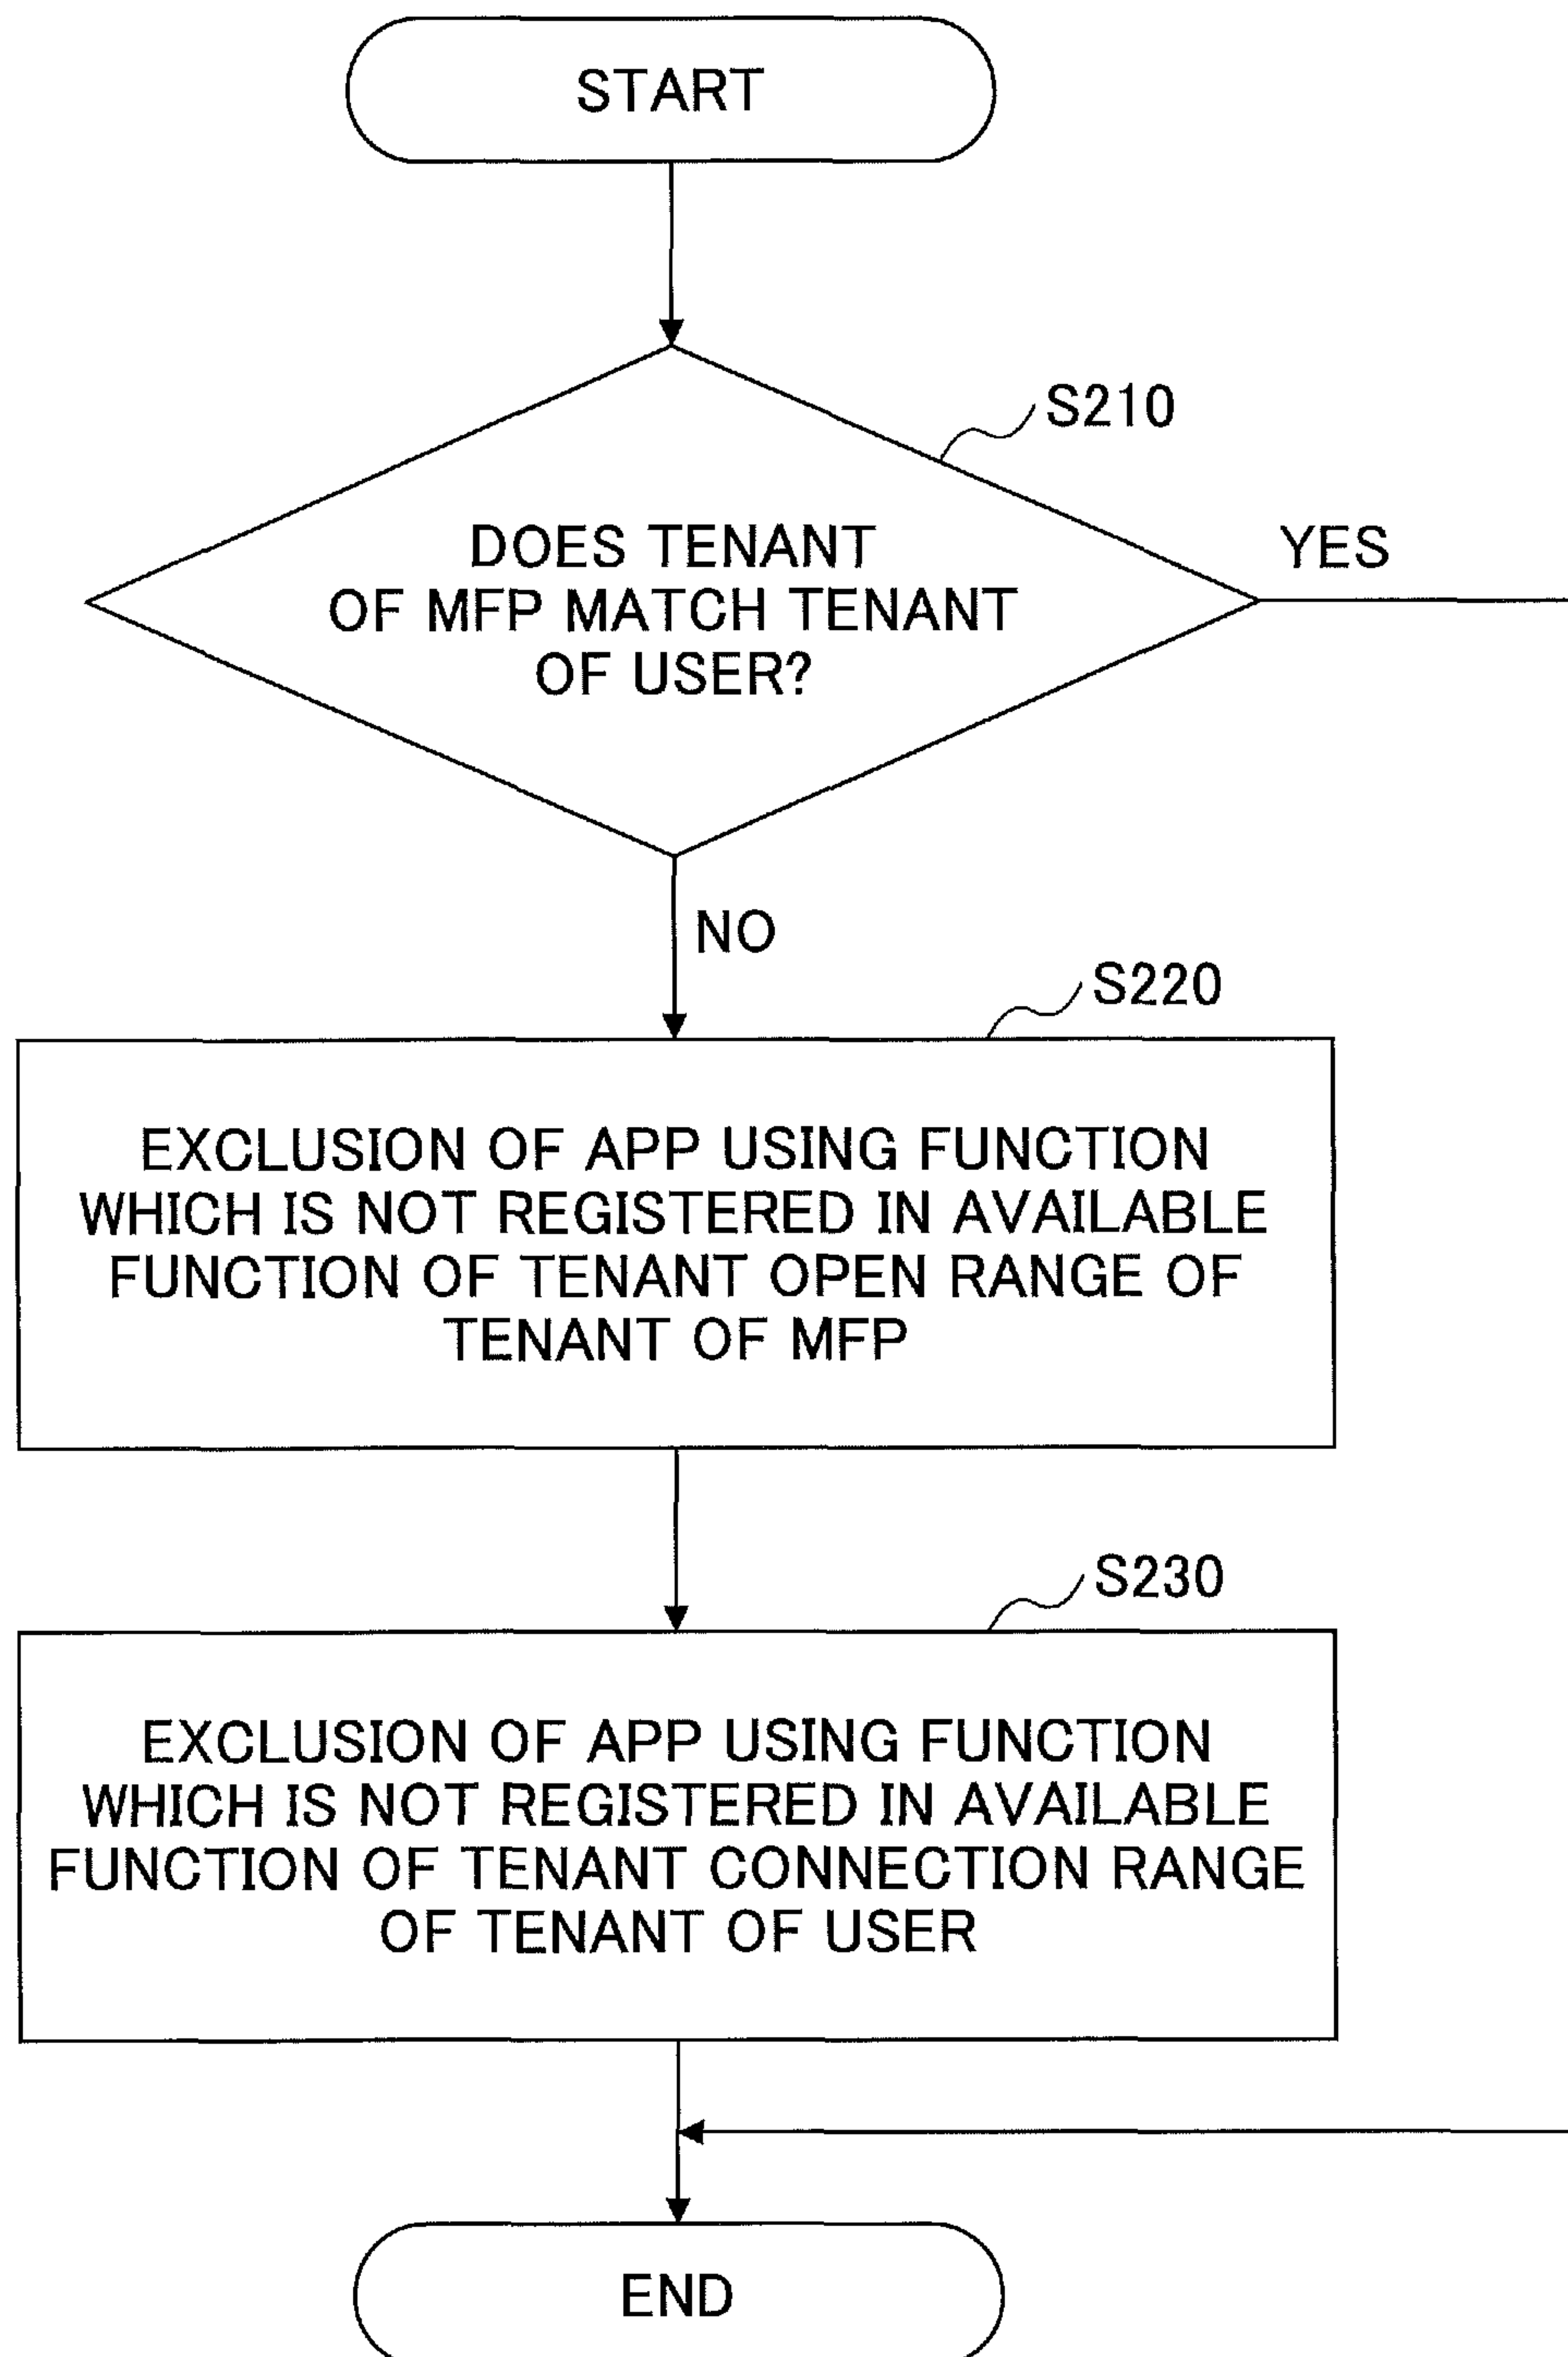 START
S210
DOES TENANT
OF MFP MATCH TENANT
OF USER?
YES
NO
S220
EXCLUSION OF APP USING FUNCTION
WHICH IS NOT REGISTERED IN AVAILABLE
FUNCTION OF TENANT OPEN RANGE OF
TENANT OF MFP
S230
EXCLUSION OF APP USING FUNCTION
WHICH IS NOT REGISTERED IN AVAILABLE
FUNCTION OF TENANT CONNECTION RANGE
OF TENANT OF USER
END